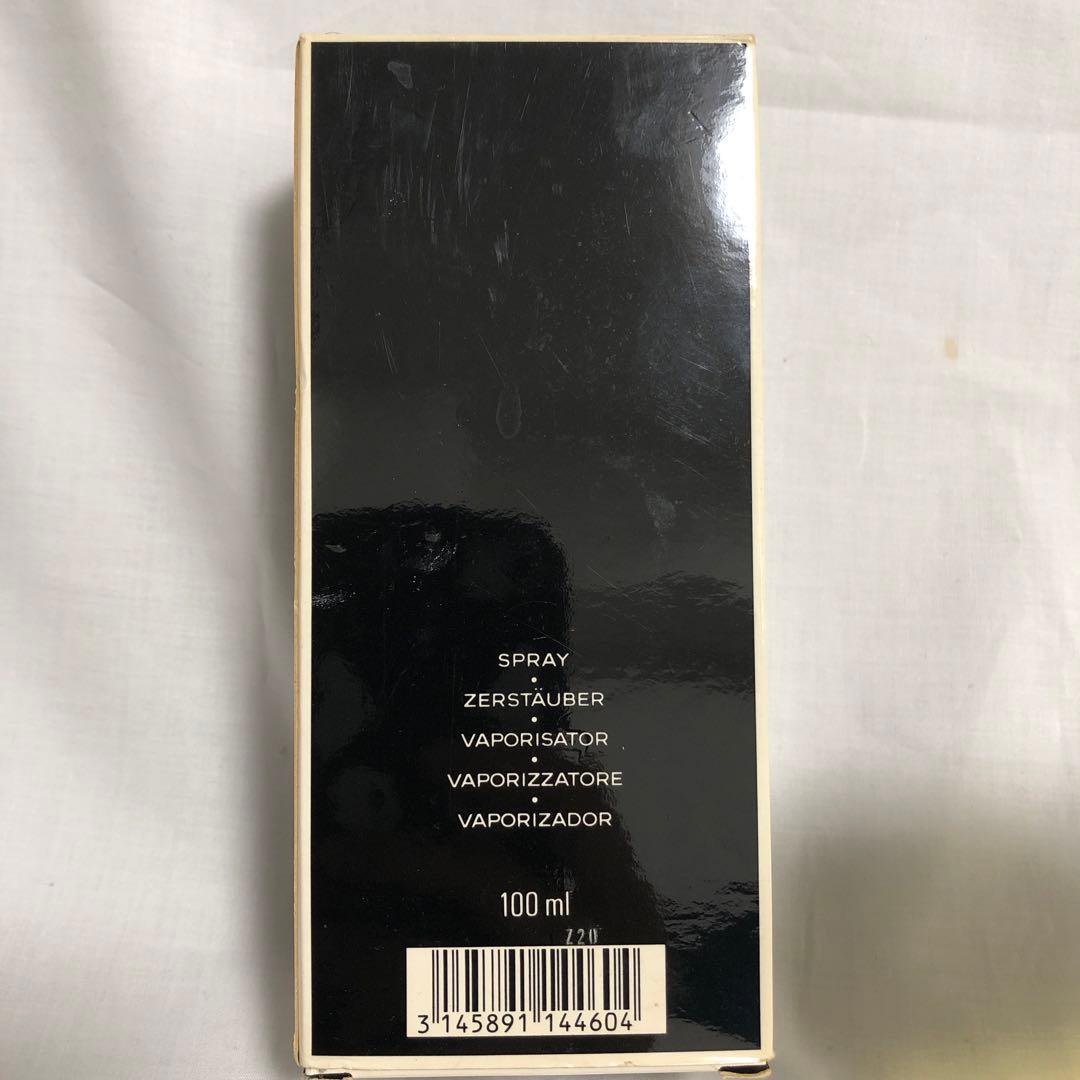 SPRAY
•
ZERSTÄUBER
•
VAPORISATOR
•
VAPORIZZATORE
•
VAPORIZADOR
100 ml
Z20
3 145891 144604